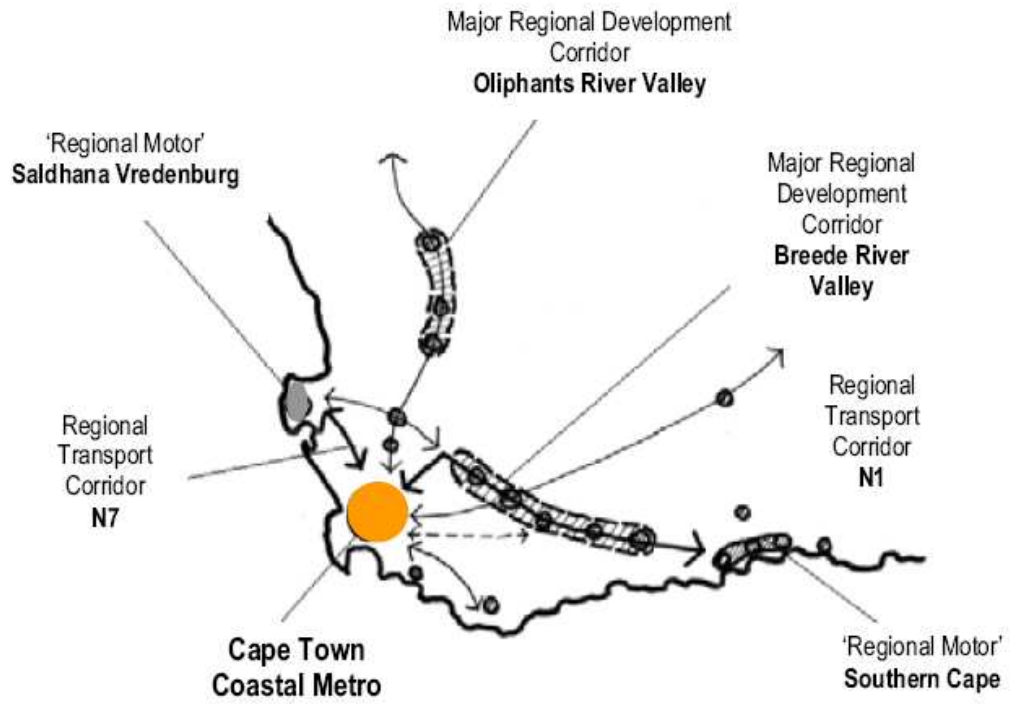 Major Regional Development
Corridor
Oliphants River Valley
'Regional Motor'
Saldhana Vredenburg
Major Regional
Development
Corridor
Breede River
Valley
Regional
Transport
Corridor
N1
Regional
Transport
Corridor
N7
Cape Town
Coastal Metro
'Regional Motor'
Southern Cape